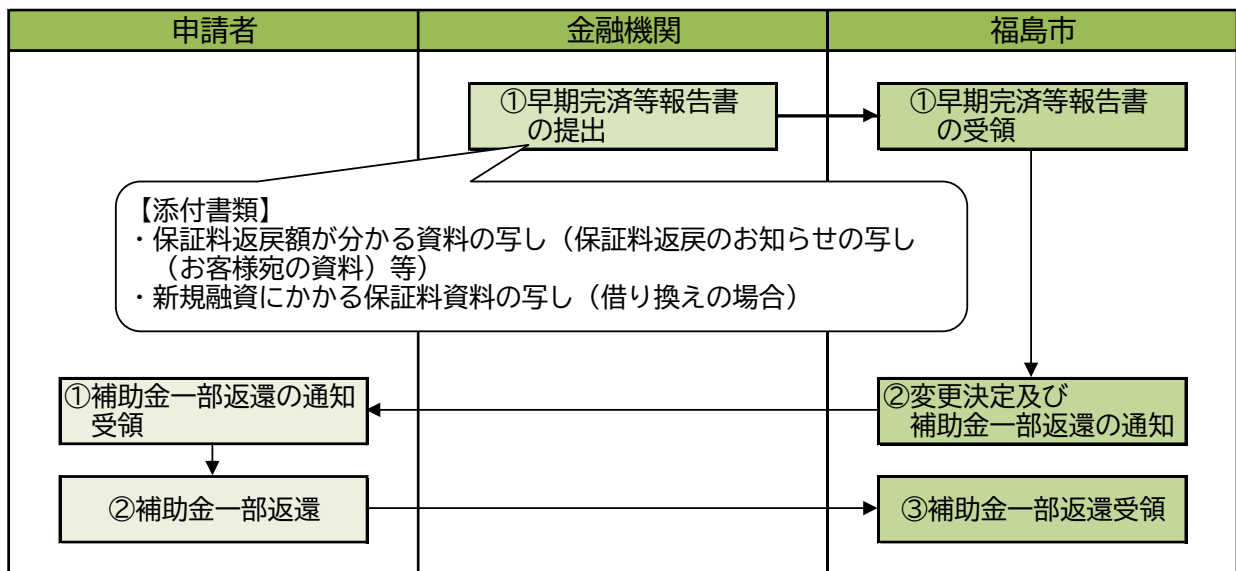 申請者
金融機関
福島市
①早期完済等報告書
の提出
①早期完済等報告書
の受領
【添付書類】
・保証料返戻額が分かる資料の写し（保証料返戻のお知らせの写し
（お客様宛の資料）等）
・新規融資にかかる保証料資料の写し（借り換えの場合）
①補助金一部返還の通知
受領
②変更決定及び
補助金一部返還の通知
②補助金一部返還
③補助金一部返還受領